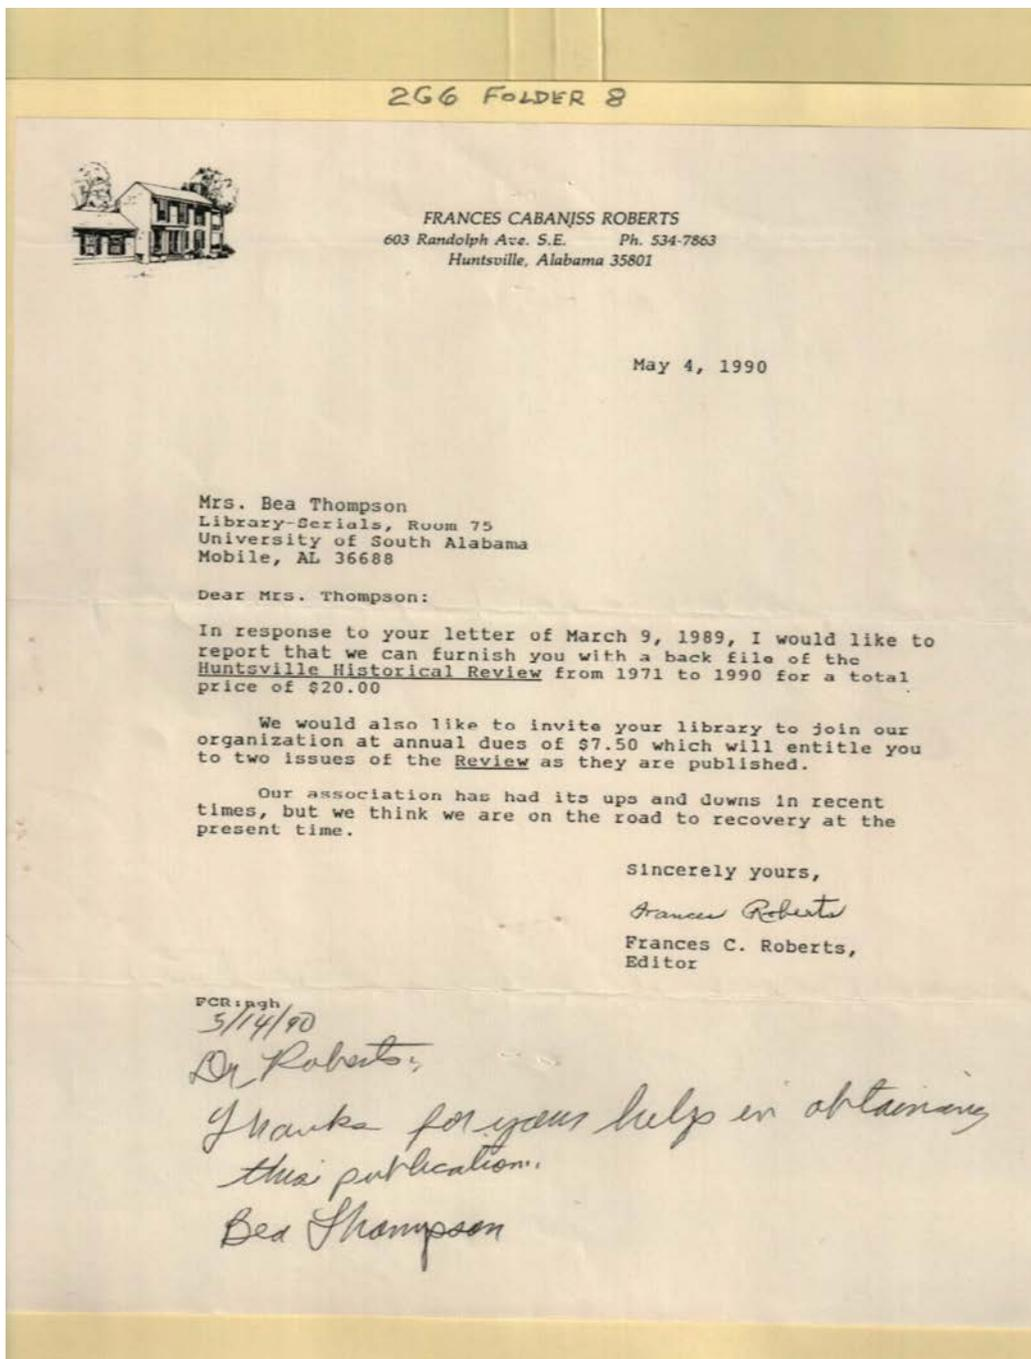 2G6 FOLDER 8
FRANCES CABANISS ROBERTS
603 Randolph Ave. S.E. Ph. 534-7863
Huntsville, Alabama 35801
May 4, 1990
Mrs. Bea Thompson
Library-Serials, Room 75
University of South Alabama
Mobile, AL 36688
Dear Mrs. Thompson:
In response to your letter of March 9, 1989, I would like to
report that we can furnish you with a back file of the
Huntsville Historical Review from 1971 to 1990 for a total
price of $20.00
We would also like to invite your library to join our
organization at annual dues of $7.50 which will entitle you
to two issues of the Review as they are published.
Our association has had its ups and downs in recent
times, but we think we are on the road to recovery at the
present time.
Sincerely yours,
Frances Roberts
Frances C. Roberts,
Editor
FCR:ngh
5/14/90
Dr Roberts:
Thanks for your help in obtaining
this publication.
Bea Thompson